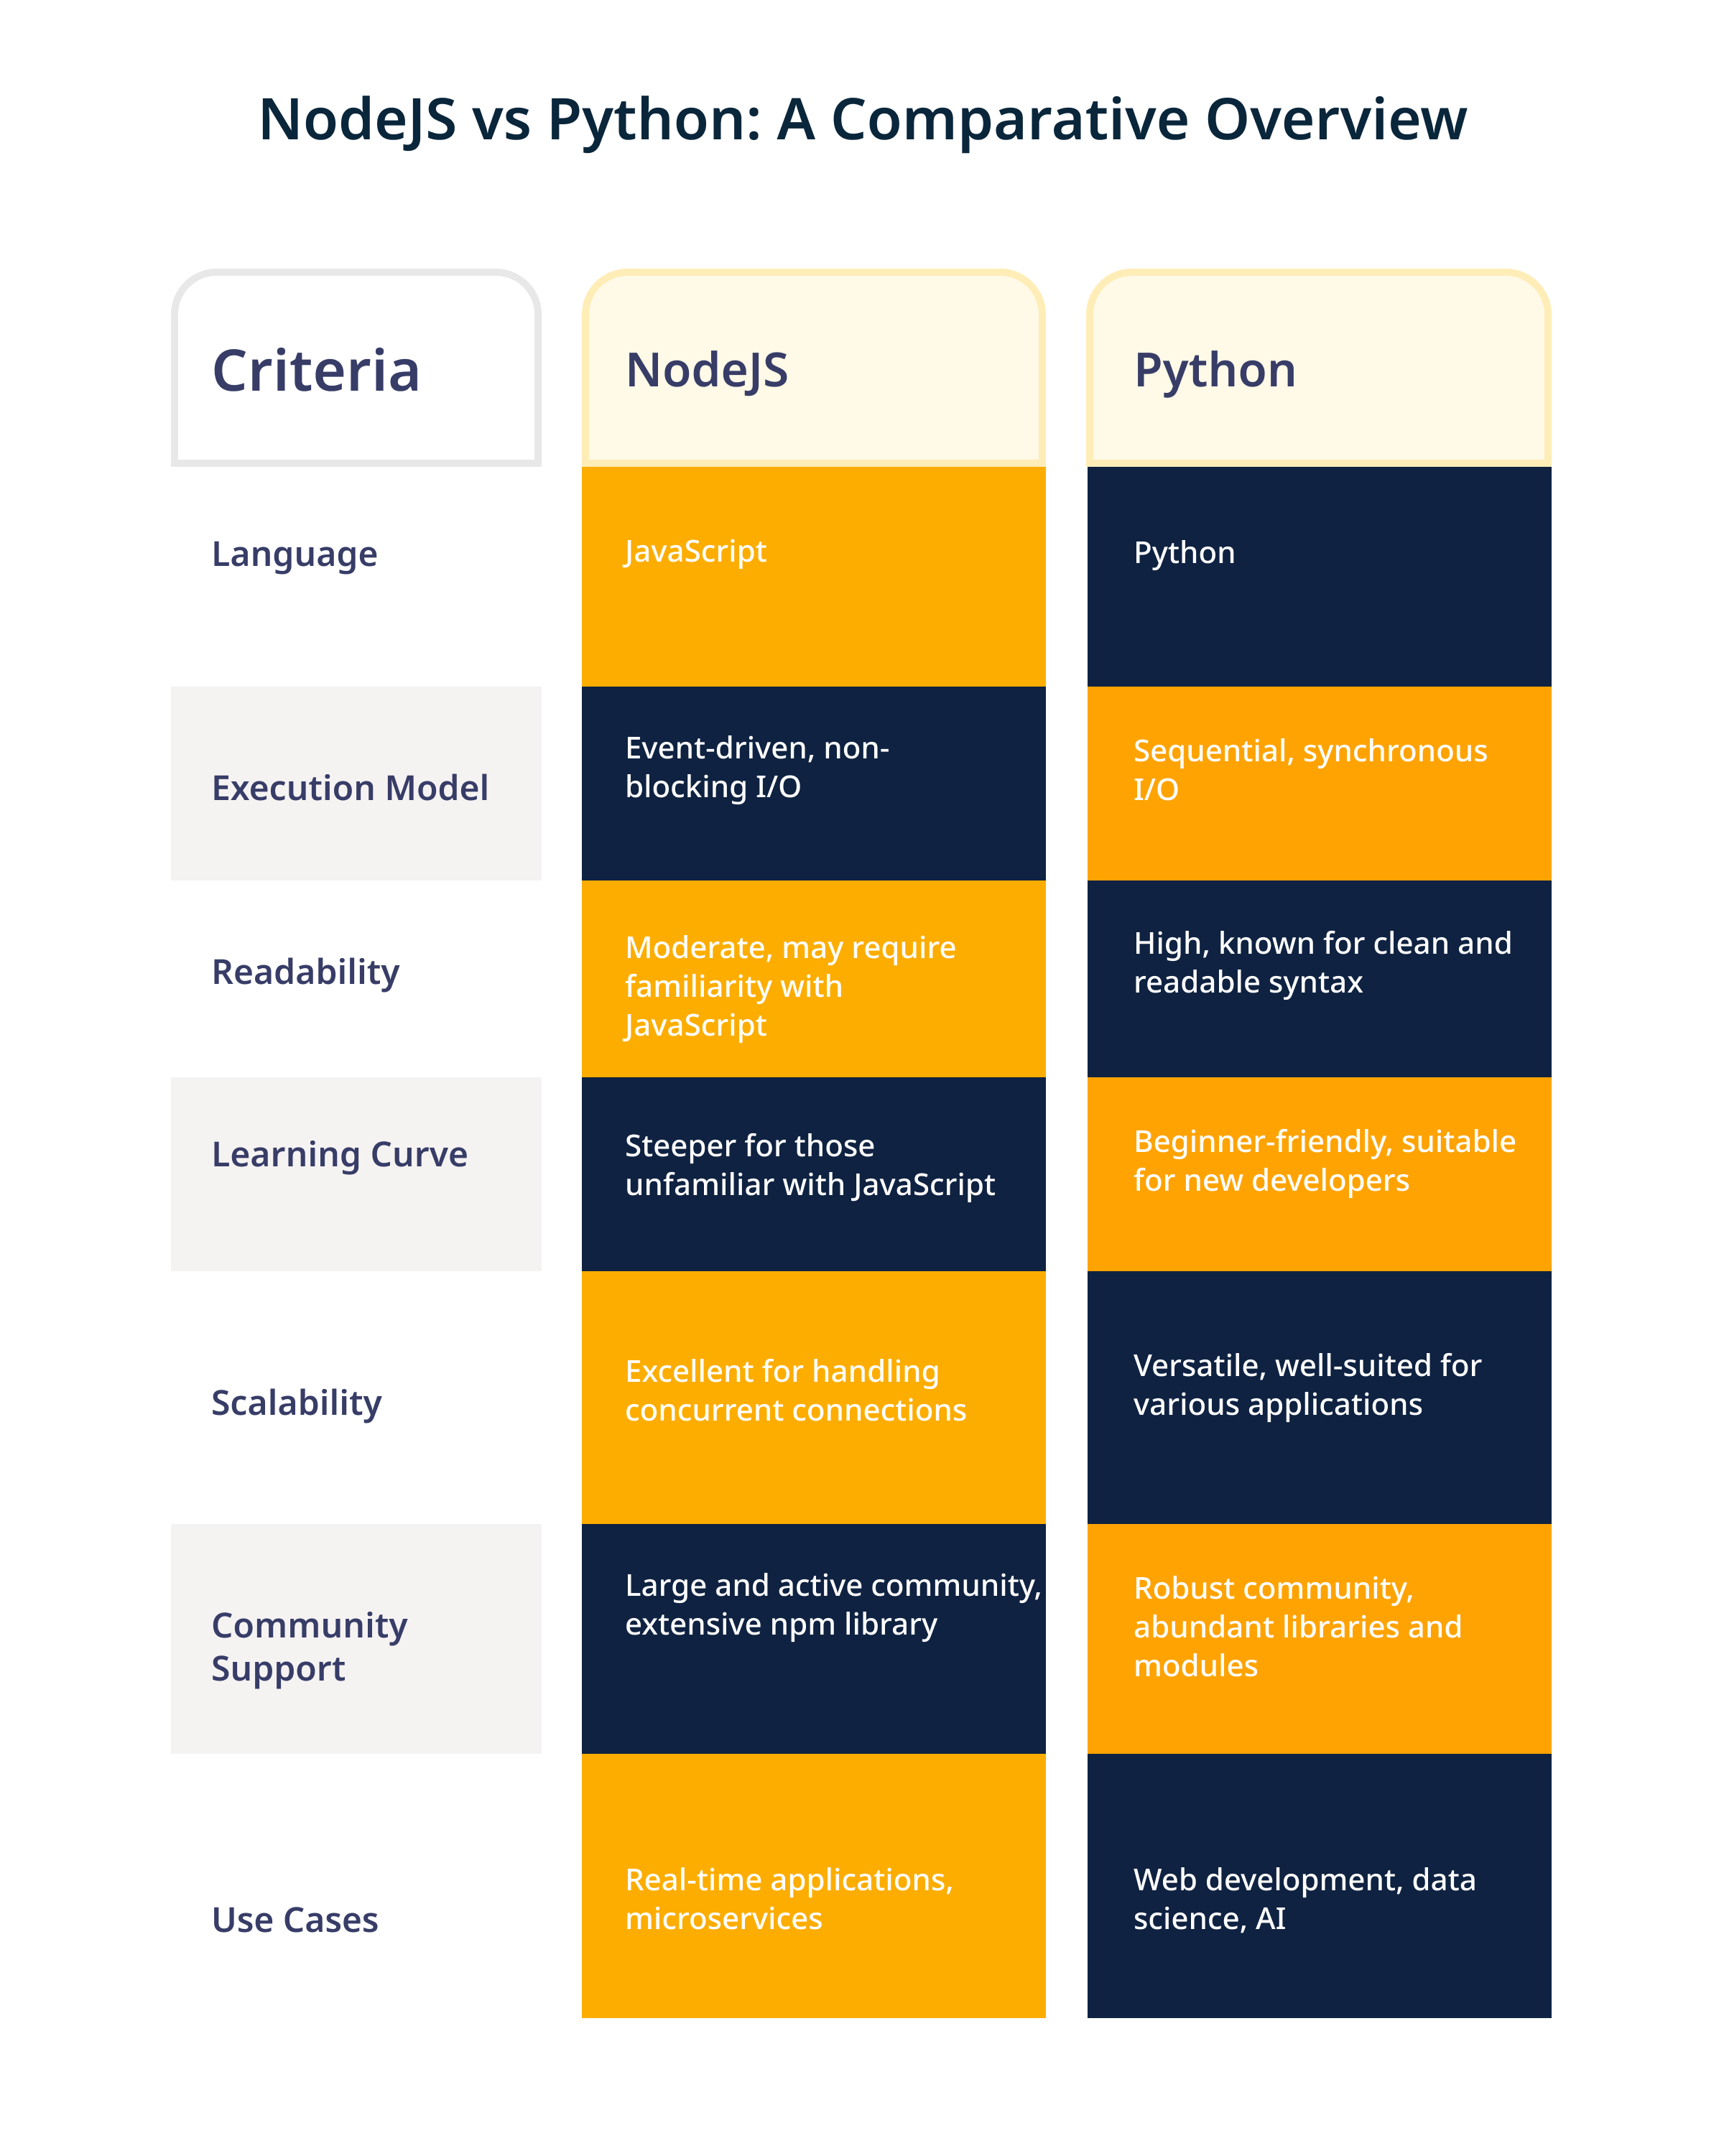 NodeJS vs Python: A Comparative Overview
Criteria
NodeJS
Python
Language
JavaScript
Python
Execution Model
Event-driven, non-
blocking I/O
Sequential, synchronous
I/O
Readability
Moderate, may require
familiarity with
JavaScript
High, known for clean and
readable syntax
Learning Curve
Steeper for those
unfamiliar with JavaScript
Beginner-friendly, suitable
for new developers
Scalability
Excellent for handling
concurrent connections
Versatile, well-suited for
various applications
Community
Support
Large and active community,
extensive npm library
Robust community,
abundant libraries and
modules
Use Cases
Real-time applications,
microservices
Web development, data
science, AI